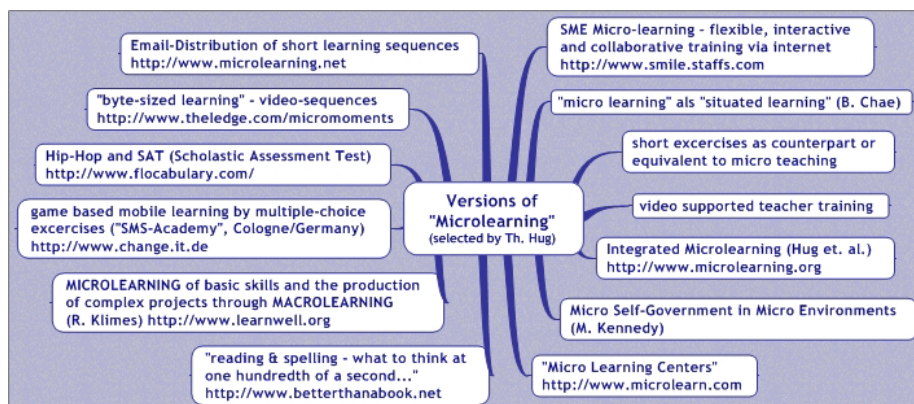 Email-Distribution of short learning sequences
http://www.microlearning.net
"byte-sized learning" - video-sequences
http://www.theledge.com/micromoments
Hip-Hop and SAT (Scholastic Assessment Test)
http://www.flocabulary.com/
game based mobile learning by multiple-choice
excercises ("SMS-Academy", Cologne/Germany)
http://www.change.it.de
MICROLEARNING of basic skills and the production
of complex projects through MACROLEARNING
(R. Klimes) http://www.learnwell.org
"reading & spelling - what to think at
one hundredth of a second..."
http://www.betterthanabook.net
Versions of
"Microlearning"
(selected by Th. Hug)
SME Micro-learning - flexible, interactive
and collaborative training via internet
http://www.smile.staffs.com
"micro learning" als "situated learning" (B. Chae)
short excercises as counterpart or
equivalent to micro teaching
video supported teacher training
Integrated Microlearning (Hug et. al.)
http://www.microlearning.org
Micro Self-Government in Micro Environments
(M. Kennedy)
"Micro Learning Centers"
http://www.microlearn.com